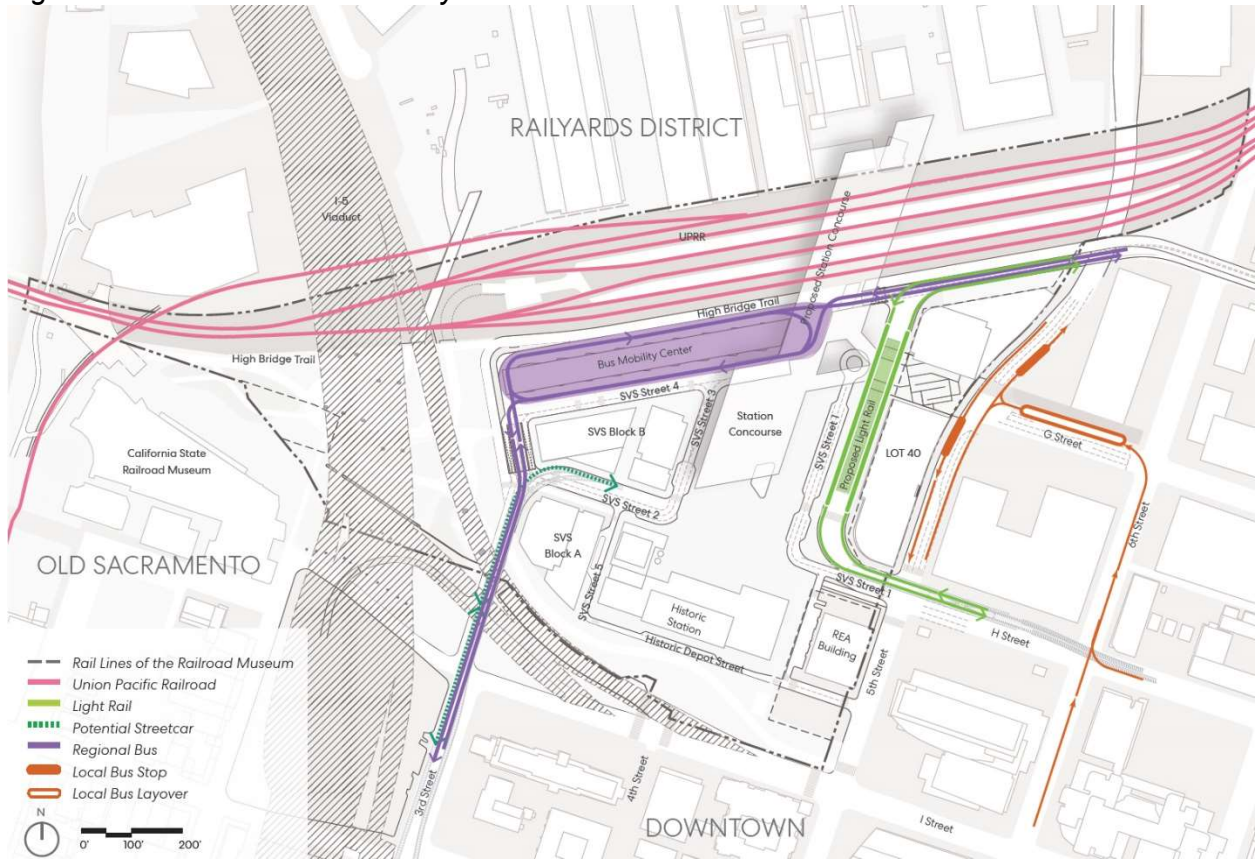 RAILYARDS DISTRICT
I-5
Viaduct
UPRR
Proposed Station Concourse
High Bridge Trail
High Bridge Trail
Bus Mobility Center
SVS Street 4
SVS Street 3
SVS Block B
Station
Concourse
SVS Street 1
Proposed Light Rail
LOT 40
G Street
6th Street
California State
Railroad Museum
SVS Street 2
SVS
Block A
SVS Street 5
OLD SACRAMENTO
Historic
Station
Historic Depot Street
SVS Street 1
H Street
REA
Building
5th Street
Rail Lines of the Railroad Museum
Union Pacific Railroad
Light Rail
Potential Streetcar
Regional Bus
Local Bus Stop
Local Bus Layover
N
0' 100' 200'
3rd Street
4th Street
DOWNTOWN
I Street